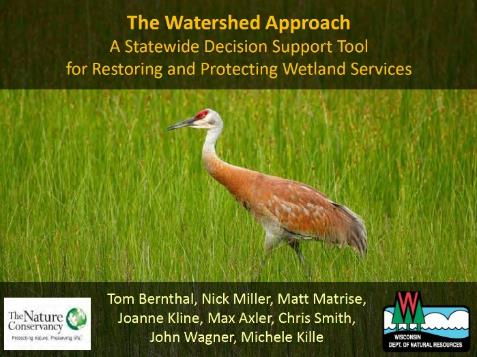 The Watershed Approach
A Statewide Decision Support Tool
for Restoring and Protecting Wetland Services
Tom Bernthal, Nick Miller, Matt Matrise,
Joanne Kline, Max Axler, Chris Smith,
John Wagner, Michele Kille
The Nature
Conservancy
Protecting nature. Preserving life.
W
WISCONSIN
DEPT. OF NATURAL RESOURCES